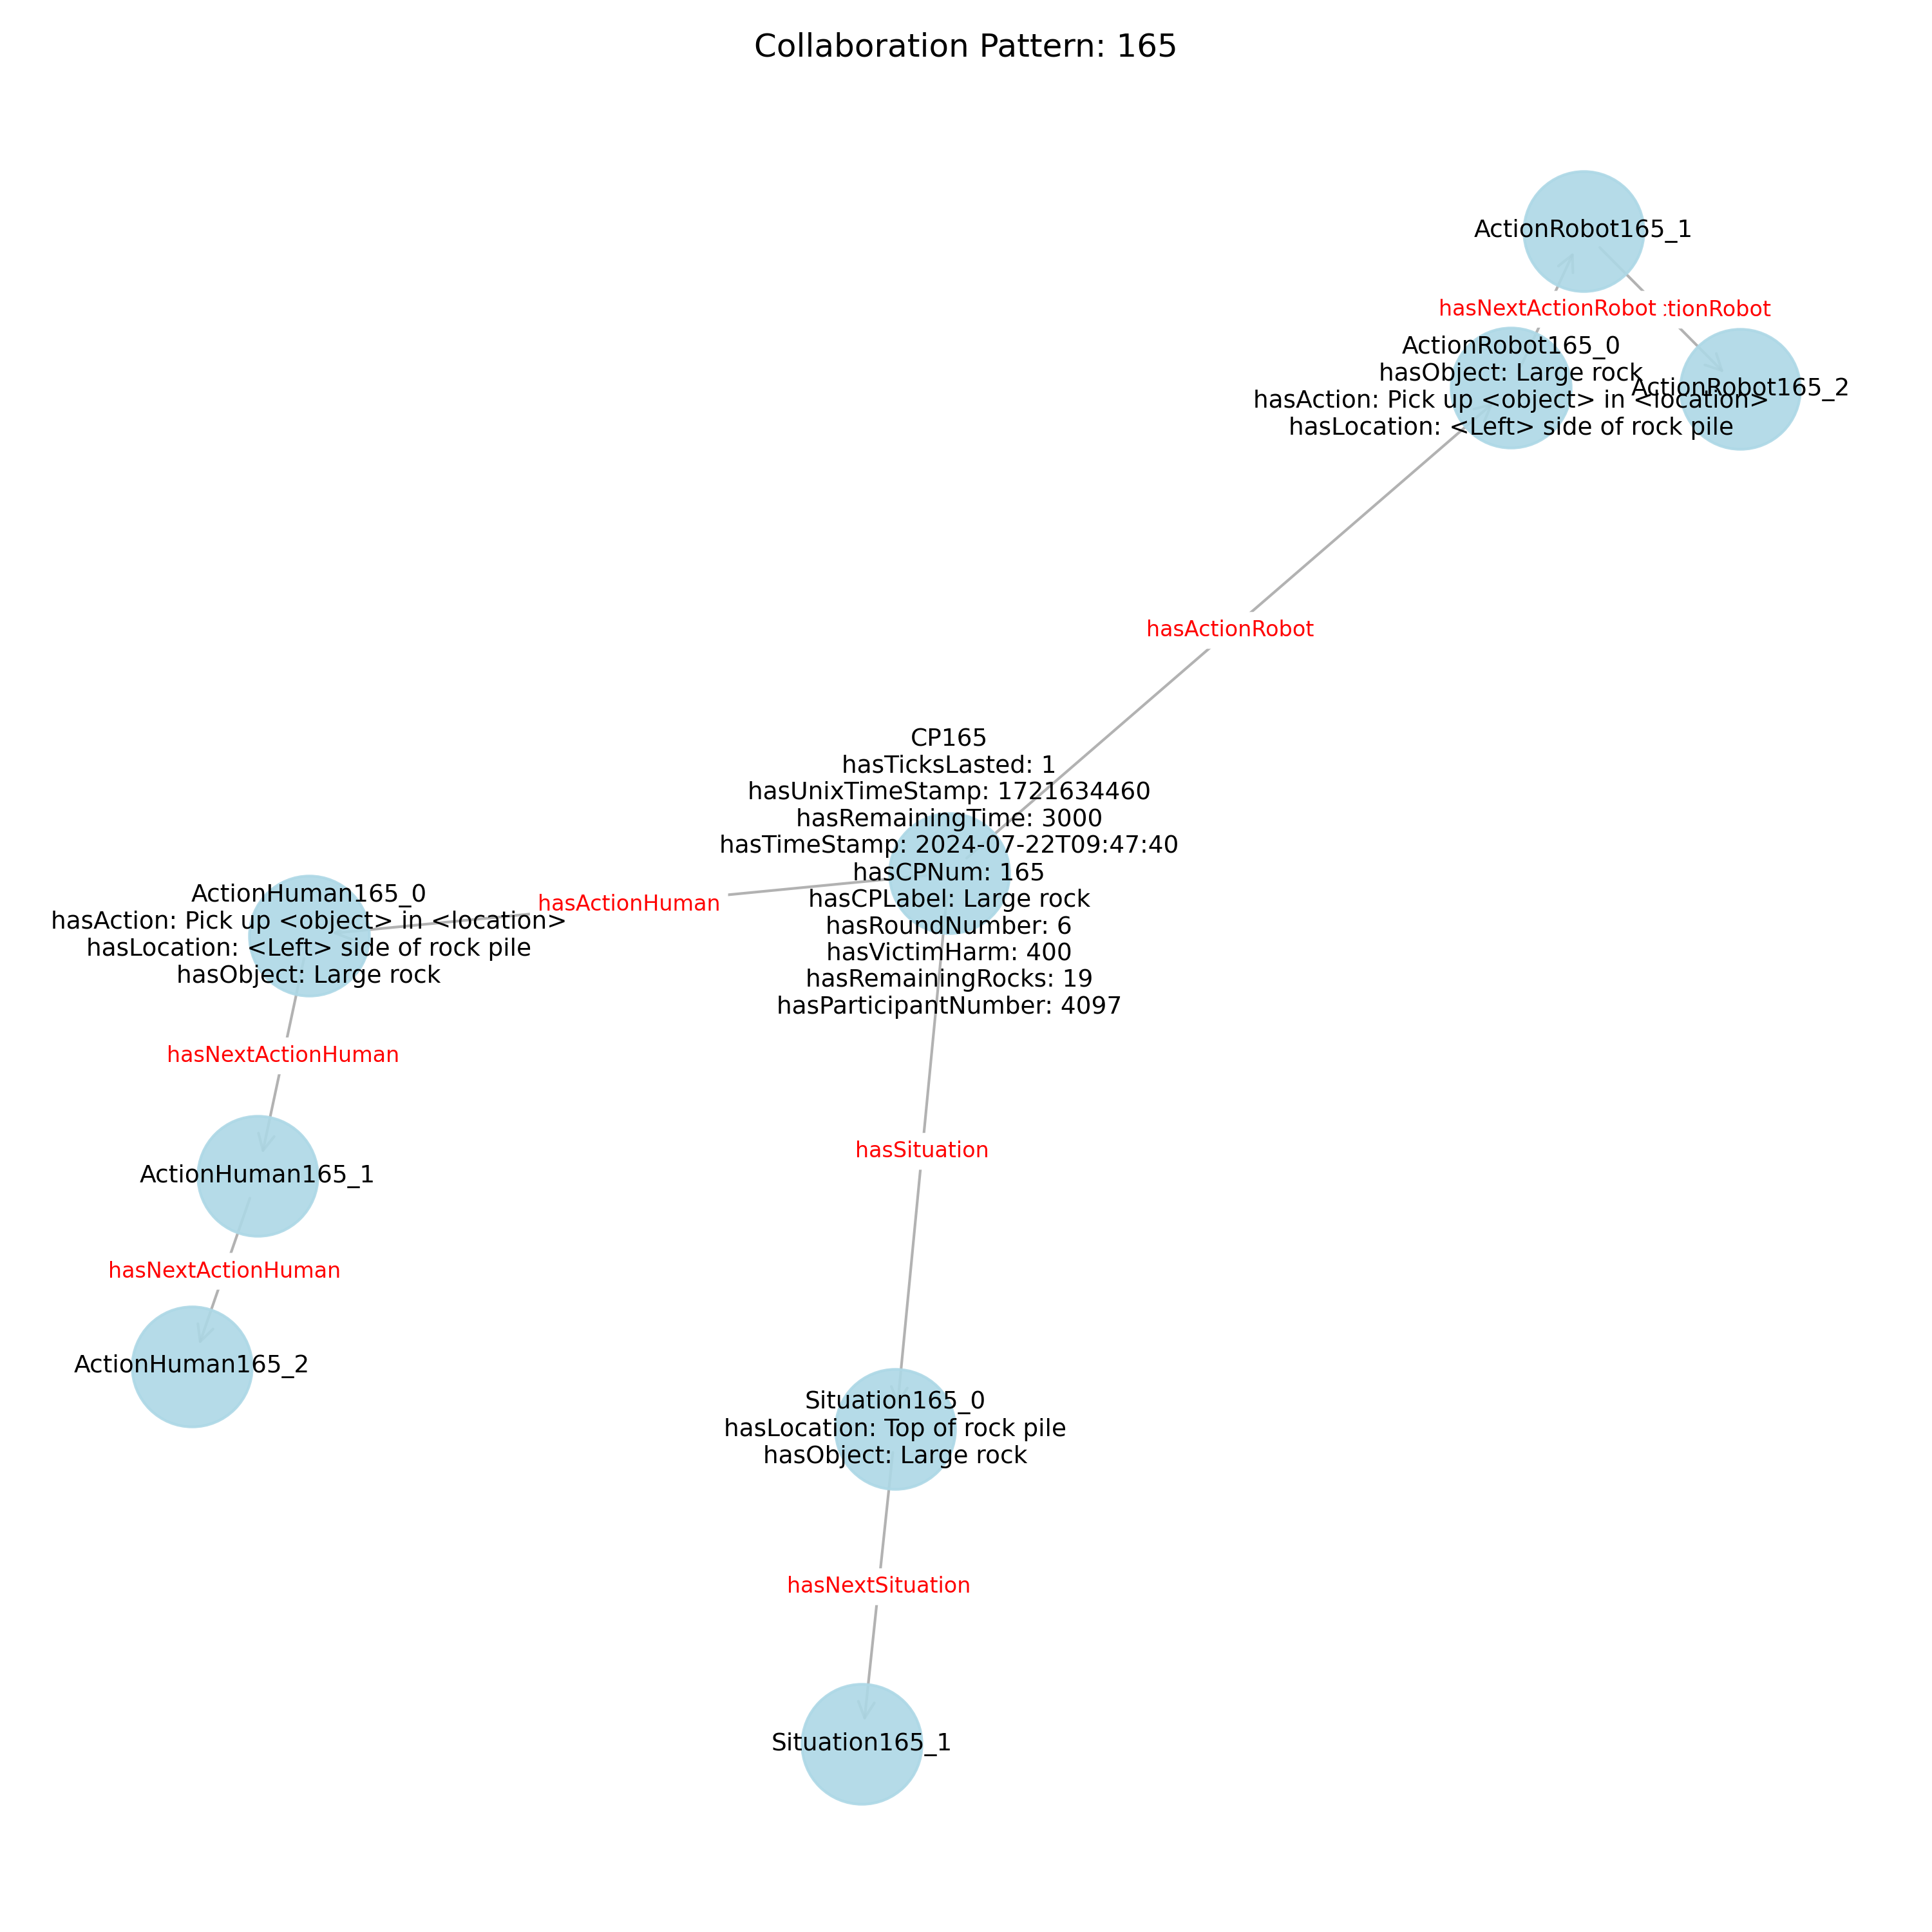 Collaboration Pattern: 165
ActionRobot165_1
hasNextActionRobot
:tionRobot
ActionRobot165_0
hasObject: Large rock
hasAction: Pick up <object> in <location>
hasLocation: <Left> side of rock pile
ActionRobot165_2
hasActionRobot
CP165
hasTicksLasted: 1
hasUnixTimeStamp: 1721634460
hasRemainingTime: 3000
hasTimeStamp: 2024-07-22T09:47:40
hasCPNum: 165
hasCPLabel: Large rock
hasRoundNumber: 6
hasVictimHarm: 400
hasRemainingRocks: 19
hasParticipantNumber: 4097
hasActionHuman
ActionHuman165_0
hasAction: Pick up <object> in <location>
hasLocation: <Left> side of rock pile
hasObject: Large rock
hasNextActionHuman
ActionHuman165_1
hasNextActionHuman
ActionHuman165_2
hasSituation
Situation165_0
hasLocation: Top of rock pile
hasObject: Large rock
hasNextSituation
Situation165_1